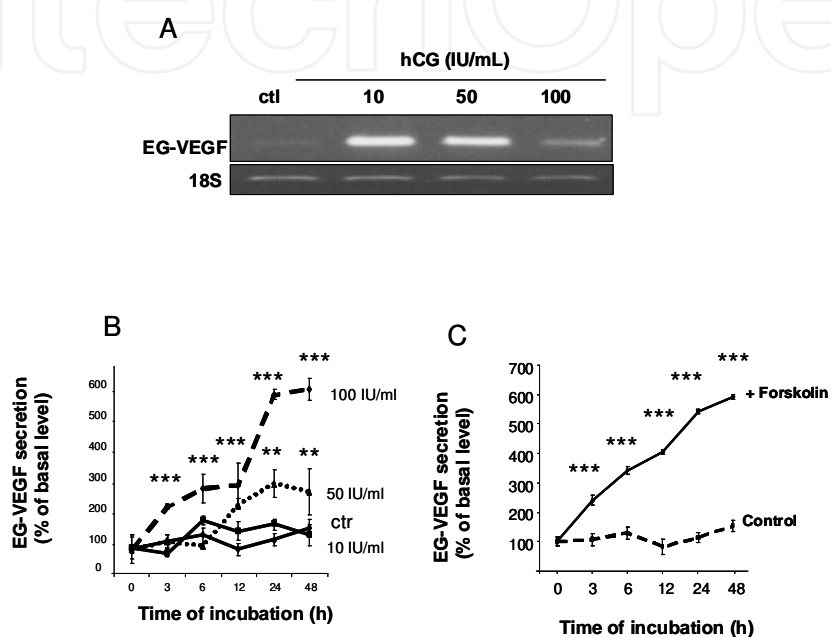 A
hCG (IU/mL)
ctl 10 50 100
EG-VEGF
18S
B
EG-VEGF secretion
(% of basal level)
600
500
400
300
200
100
0
***
***
***
***
***
**
**
100 IU/ml
50 IU/ml
ctr
10 IU/ml
0 3 6 12 24 48
Time of incubation (h)
C
EG-VEGF secretion
(% of basal level)
700
600
500
400
300
200
100
***
***
***
***
***
+ Forskolin
Control
0 3 6 12 24 48
Time of incubation (h)